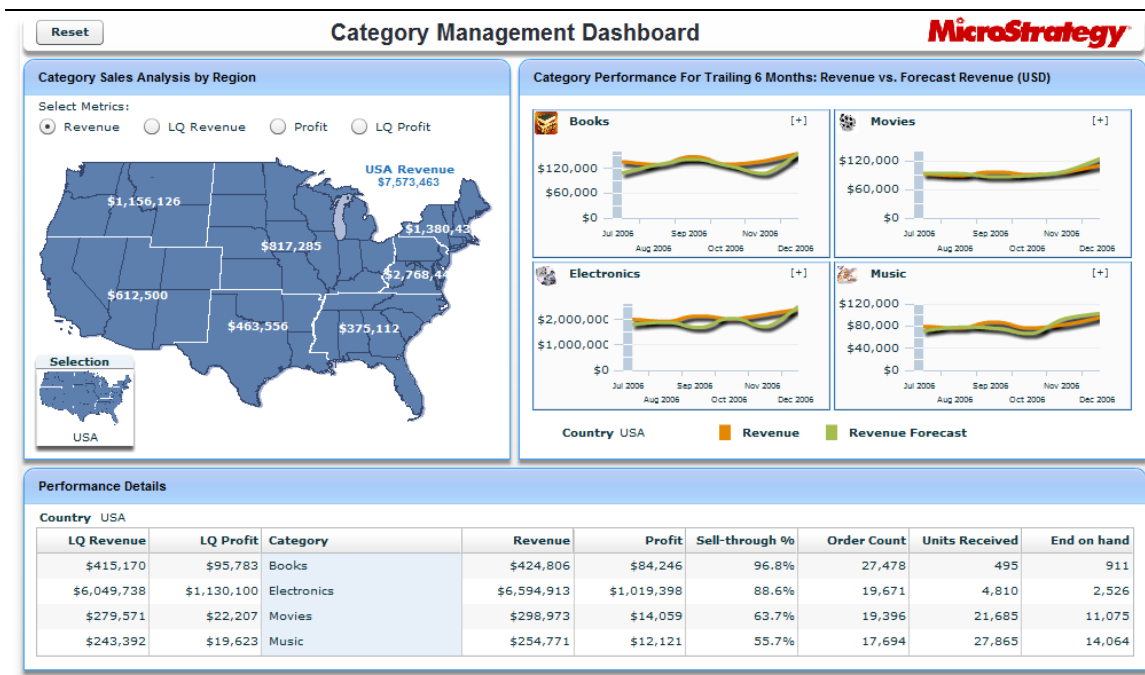 Reset
Category Management Dashboard
MicroStrategy
Category Sales Analysis by Region
Select Metrics:
Revenue LQ Revenue Profit LQ Profit
USA Revenue
$7,573,463
$1,156,126
$1,380,43
$817,285
$2,768,4
$612,500
$463,556
$375,112
Selection
USA
Category Performance For Trailing 6 Months: Revenue vs. Forecast Revenue (USD)
Books [+]
$120,000
$60,000
$0
Jul 2006 Sep 2006 Nov 2006
Aug 2006 Oct 2006 Dec 2006
Movies [+]
$120,000
$60,000
$0
Jul 2006 Sep 2006 Nov 2006
Aug 2006 Oct 2006 Dec 2006
Electronics [+]
$2,000,00
$1,000,00
$0
Jul 2006 Sep 2006 Nov 2006
Aug 2006 Oct 2006 Dec 2006
Music [+]
$120,000
$80,000
$40,000
$0
Jul 2006 Sep 2006 Nov 2006
Aug 2006 Oct 2006 Dec 2006
Country USA Revenue Revenue Forecast
Performance Details
Country USA
LQ Revenue LQ Profit Category Revenue Profit Sell-through % Order Count Units Received End on hand
$415,170 $95,783 Books $424,806 $84,246 96.8% 27,478 495 911
$6,049,738 $1,130,100 Electronics $6,594,913 $1,019,398 88.6% 19,671 4,810 2,526
$279,571 $22,207 Movies $298,973 $14,059 63.7% 19,396 21,685 11,075
$243,392 $19,623 Music $254,771 $12,121 55.7% 17,694 27,865 14,064